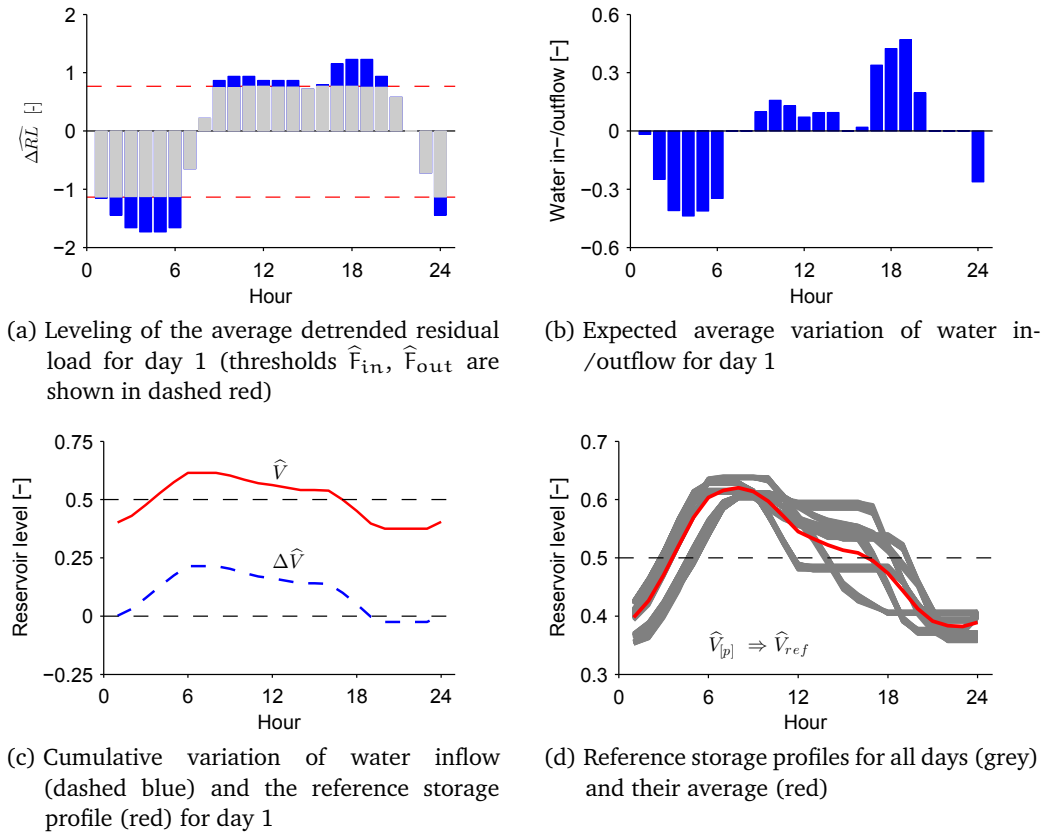 2
1
0
−1
−2
ΔR̂L [-]
0
6
12
18
24
Hour
0.6
0.3
0
−0.3
−0.6
Water in−/outflow [−]
0
6
12
18
24
Hour
(a) Leveling of the average detrended residual
load for day 1 (thresholds F̂in, F̂out are
shown in dashed red)
(b) Expected average variation of water in-
/outflow for day 1
0.75
0.5
0.25
0
−0.25
Reservoir level [−]
V̂
ΔV̂
0
6
12
18
24
Hour
0.7
0.6
0.5
0.4
0.3
Reservoir level [−]
V̂[p] ⇒ V̂ref
0
6
12
18
24
Hour
(c) Cumulative variation of water inflow
(dashed blue) and the reference storage
profile (red) for day 1
(d) Reference storage profiles for all days (grey)
and their average (red)